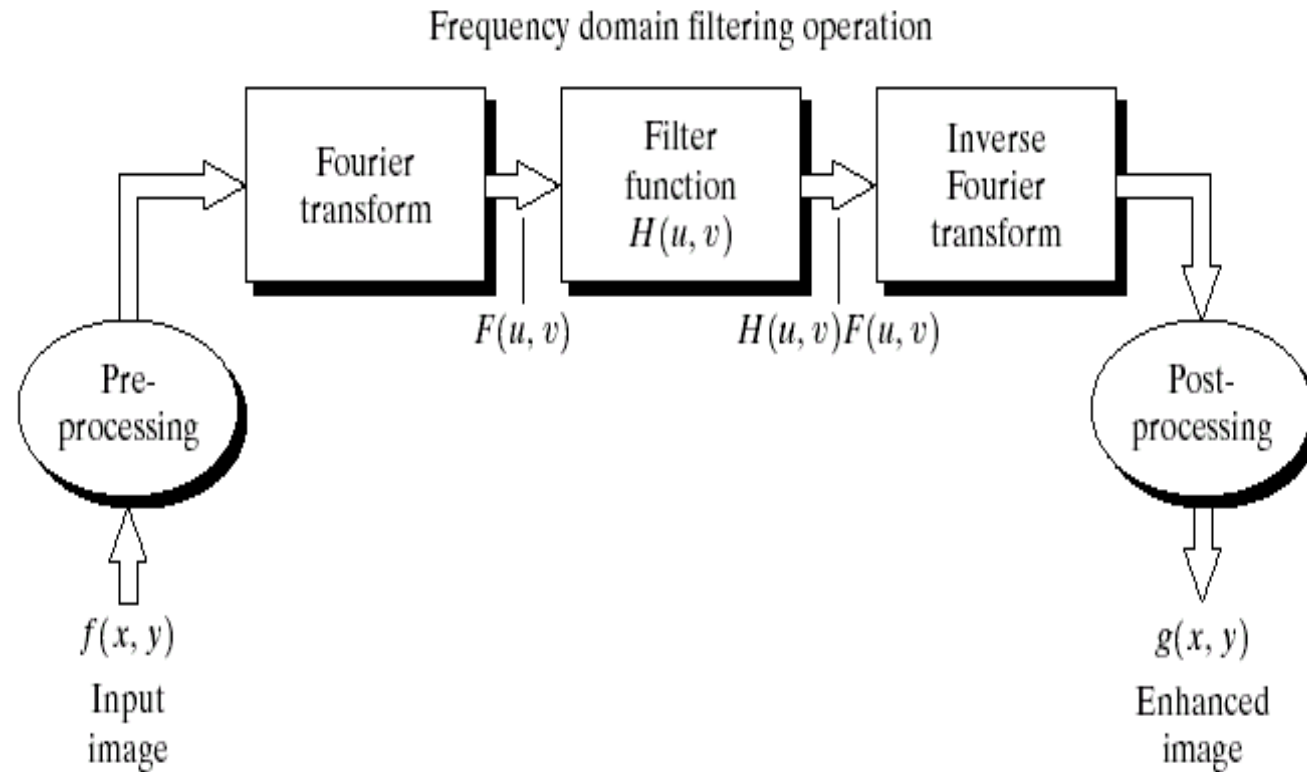 Frequency domain filtering operation
Fourier
transform
Filter
function
H(u, v)
Inverse
Fourier
transform
F(u, v)
H(u, v)F(u, v)
Pre-
processing
Post-
processing
f(x, y)
Input
image
g(x, y)
Enhanced
image